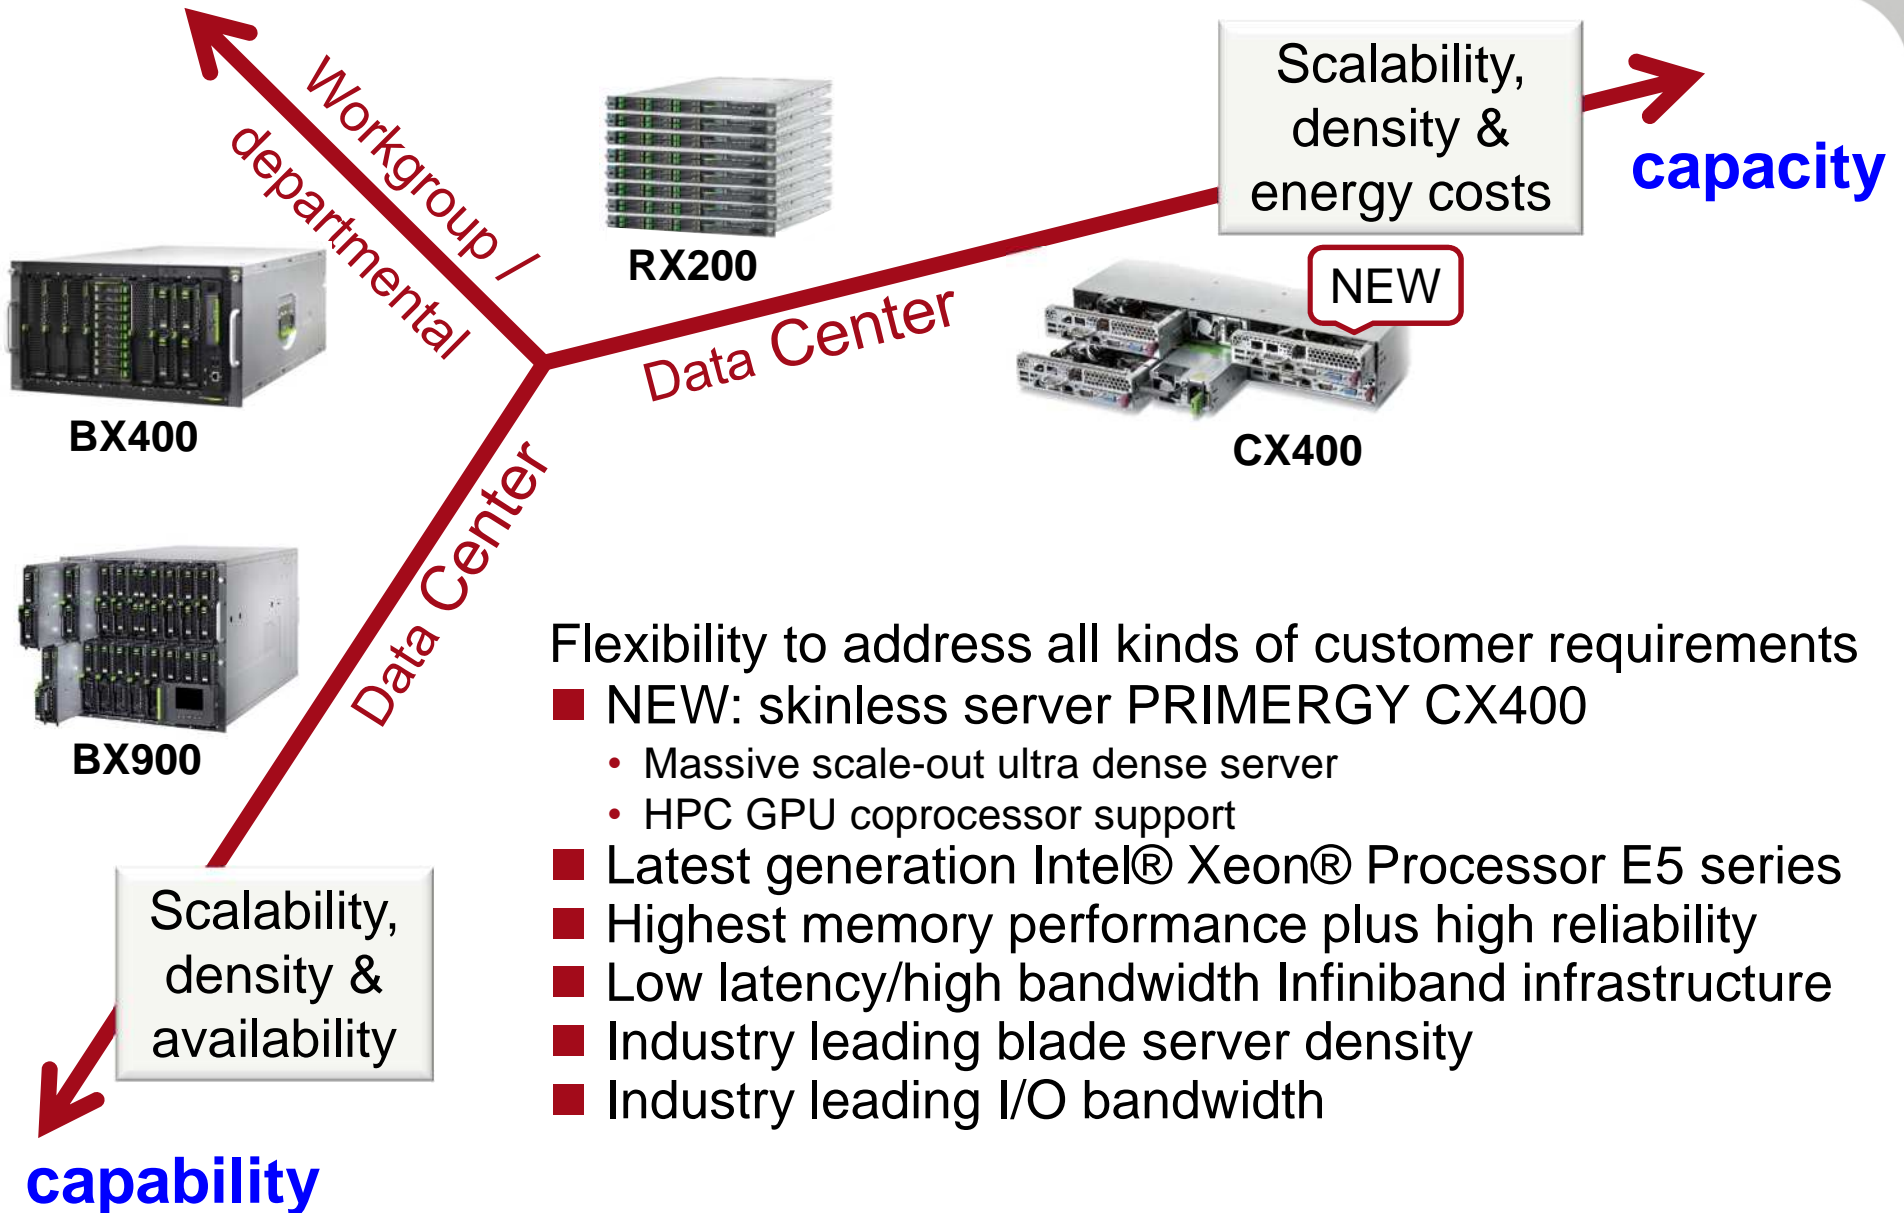 Workgroup /
departmental
RX200
Scalability,
density &
energy costs
capacity
NEW
BX400
Data Center
CX400
Data Center
BX900
Flexibility to address all kinds of customer requirements
NEW: skinless server PRIMERGY CX400
• Massive scale-out ultra dense server
• HPC GPU coprocessor support
Latest generation Intel® Xeon® Processor E5 series
Highest memory performance plus high reliability
Low latency/high bandwidth Infiniband infrastructure
Industry leading blade server density
Industry leading I/O bandwidth
Scalability,
density &
availability
capability